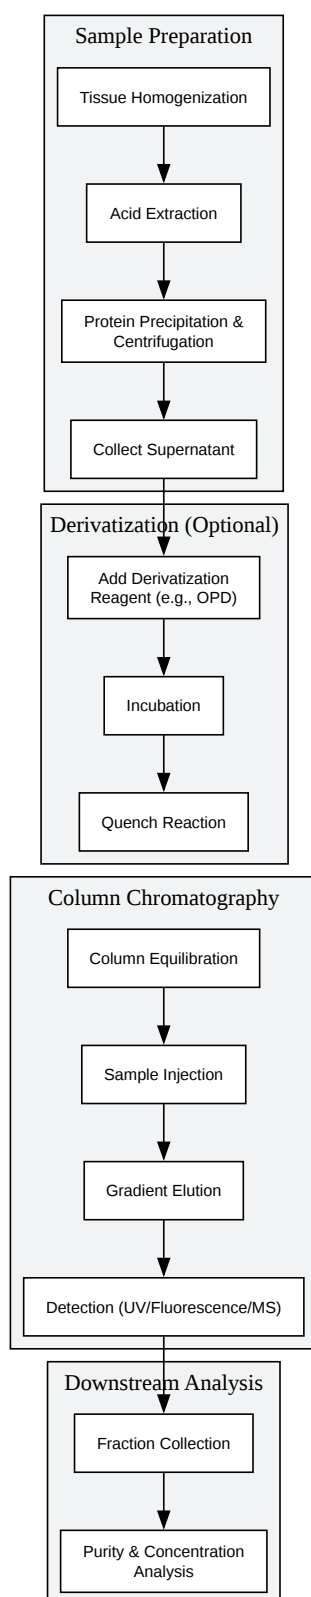 Sample Preparation
Tissue Homogenization
Acid Extraction
Protein Precipitation &
Centrifugation
Collect Supernatant
Derivatization (Optional)
Add Derivatization
Reagent (e.g., OPD)
Incubation
Quench Reaction
Column Chromatography
Column Equilibration
Sample Injection
Gradient Elution
Detection (UV/Fluorescence/MS)
Downstream Analysis
Fraction Collection
Purity & Concentration
Analysis